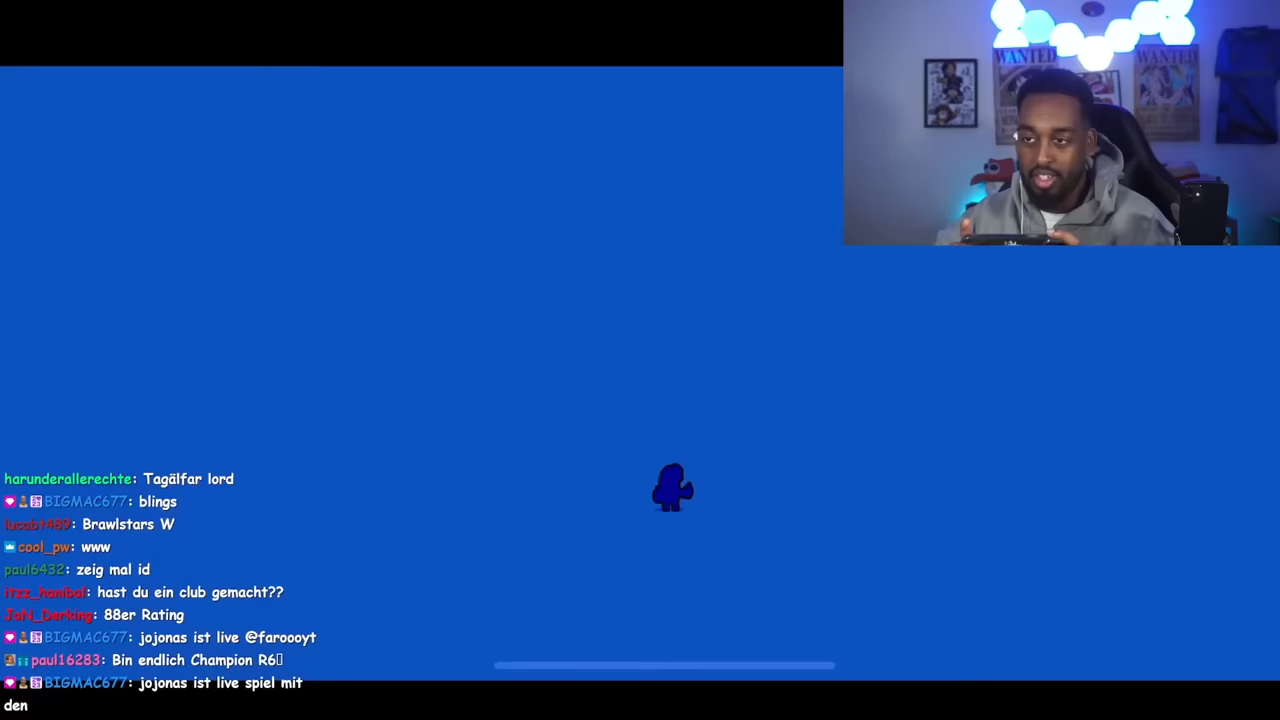 WANTED
WANTED
harunderallerechte: Tagälfar lord
BIGMAC677: blings
lucabt489: Brawlstars W
cool_pw: www
paul6432: zeig mal id
itzz_hanibal: hast du ein club gemacht??
JaN_Derking: 88er Rating
BIGMAC677: jojonas ist live @faroooyt
paul16283: Bin endlich Champion R6
BIGMAC677: jojonas ist live spiel mit
den